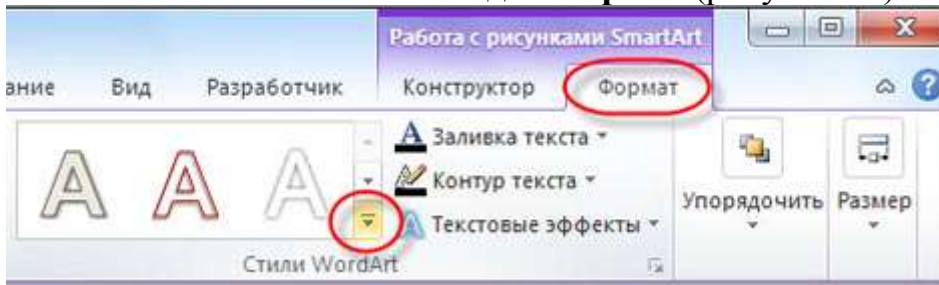 Работа с рисунками SmartArt
ание Вид Разработчик Конструктор Формат
A A A
Заливка текста
Контур текста
Текстовые эффекты
Упорядочить Размер
Стили WordArt